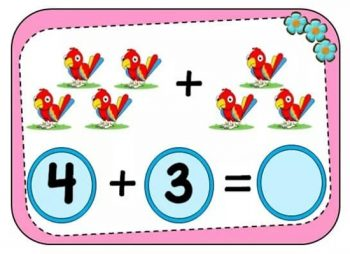 +
4 + 3 =